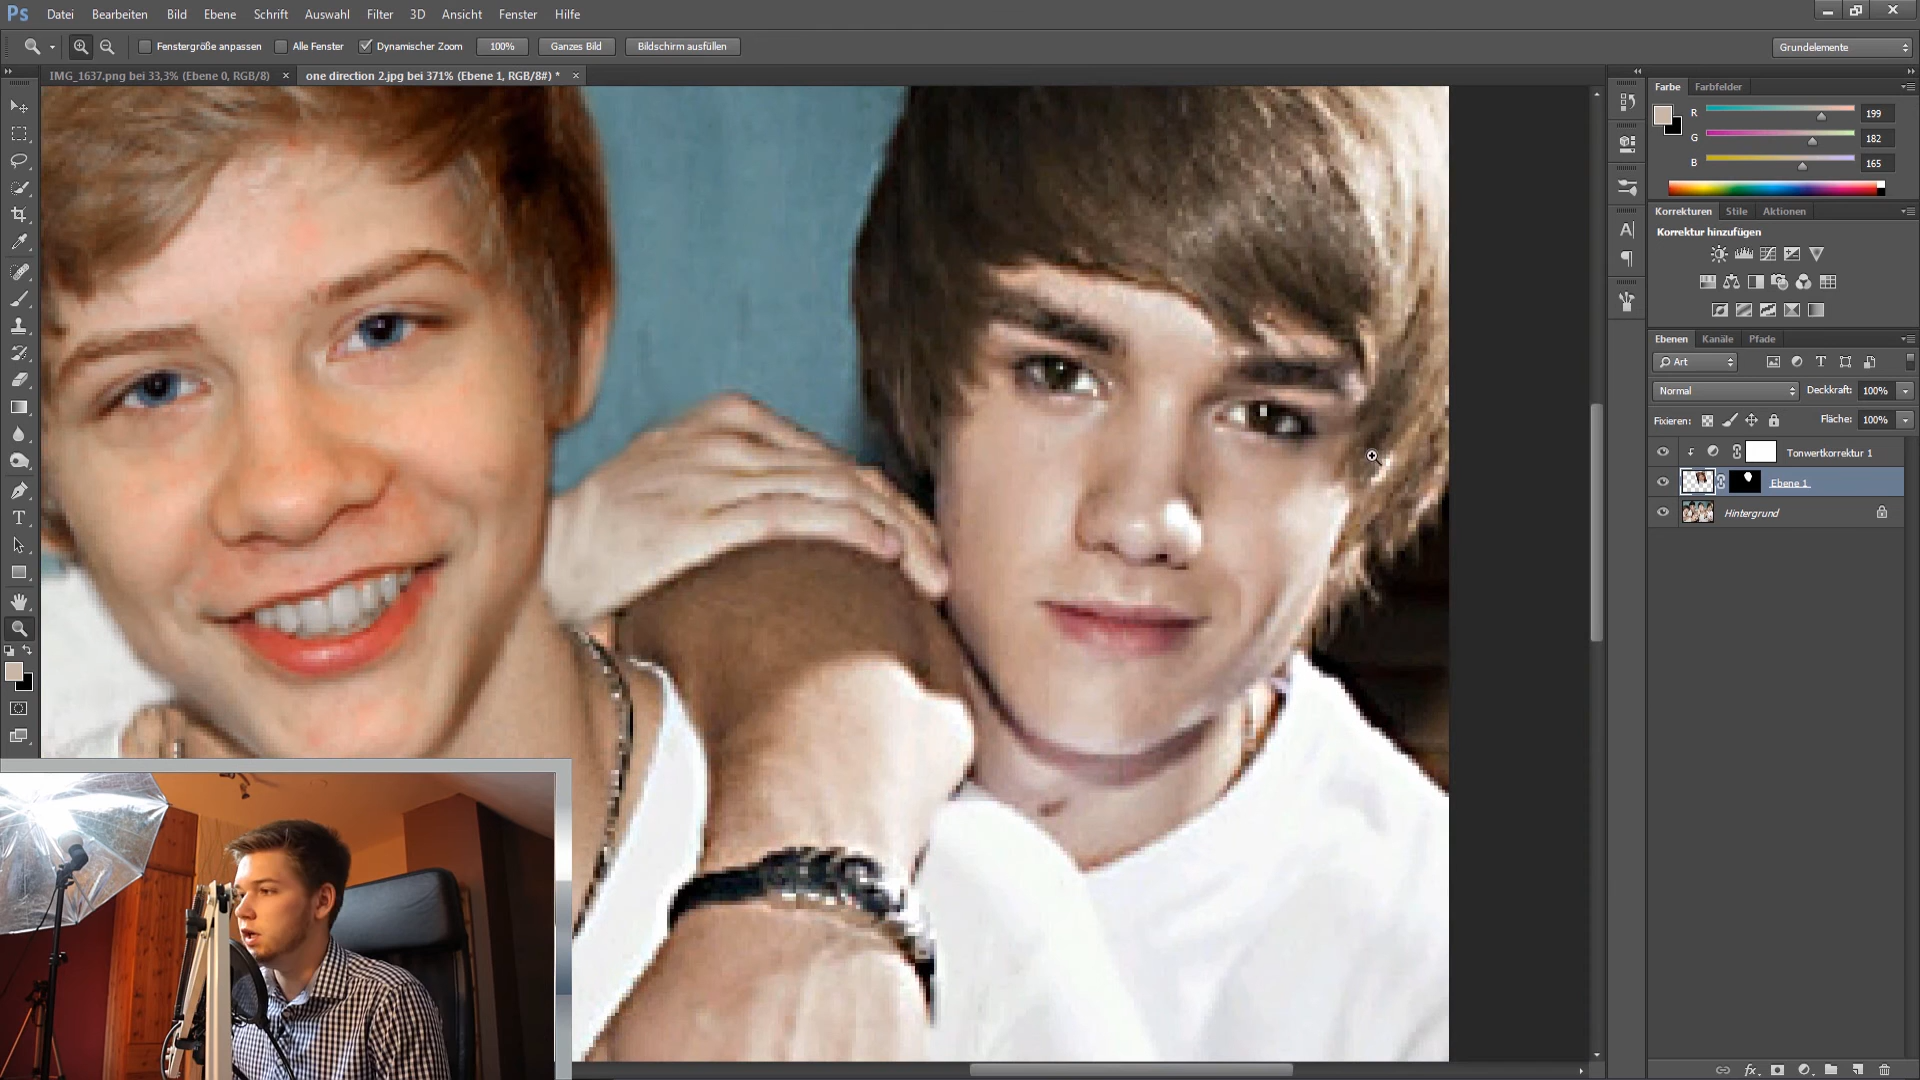 Ps Datei Bearbeiten Bild Ebene Schrift Auswahl Filter 3D Ansicht Fenster Hilfe
Fenstergröße anpassen Alle Fenster Dynamischer Zoom 100% Ganzes Bild Bildschirm ausfüllen Grundelemente
IMG_1637.png bei 33,3% (Ebene 0, RGB/8) × one direction 2.jpg bei 371% (Ebene 1, RGB/8#) * ×
Farbe Farbfelder
R 199
G 182
B 165
Korrekturen Stile Aktionen
Korrektur hinzufügen
Ebenen Kanäle Pfade
Art
Normal Deckkraft: 100%
Fixieren: Fläche: 100%
Tonwertkorrektur 1
Ebene 1
Hintergrund